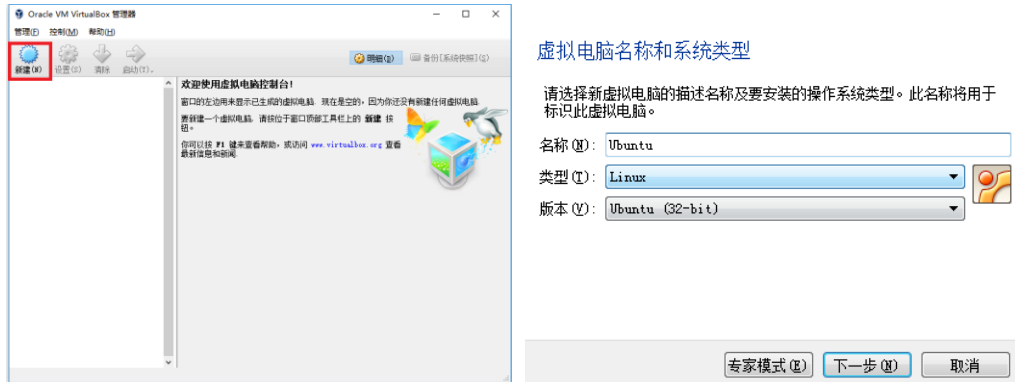 Oracle VM VirtualBox 管理器
管理(F) 控制(M) 帮助(H)
新建(N) 设置(S) 清除 启动(T)
明细(D) 备份[系统快照](S)
欢迎使用虚拟电脑控制台!
窗口的左边用来显示已生成的虚拟电脑. 现在是空的，因为你还没有新建任何虚拟电脑.
要新建一个虚拟电脑, 请按位于窗口顶部工具栏上的 新建 按
钮。
你可以按 F1 键来查看帮助，或访问 www.virtualbox.org 查看
最新信息和新闻.
虚拟电脑名称和系统类型
请选择新虚拟电脑的描述名称及要安装的操作系统类型。此名称将用于
标识此虚拟电脑。
名称(N): Ubuntu
类型(T): Linux
版本(V): Ubuntu (32-bit)
专家模式(E) 下一步(N) 取消